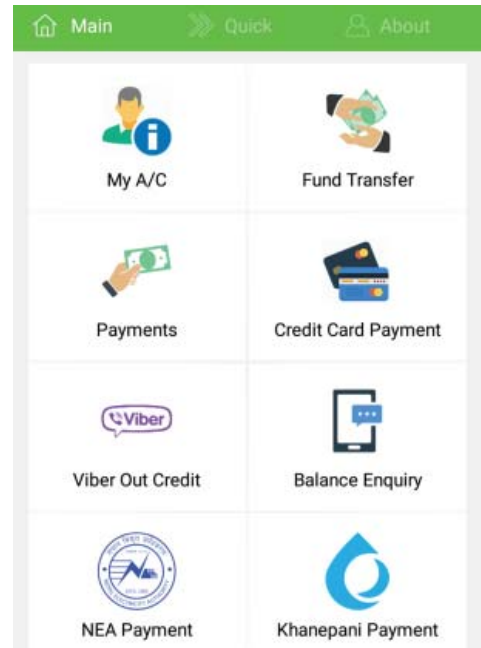 Main Quick About
My A/C Fund Transfer
Payments Credit Card Payment
Viber
Viber Out Credit Balance Enquiry
NEA Payment Khanepani Payment